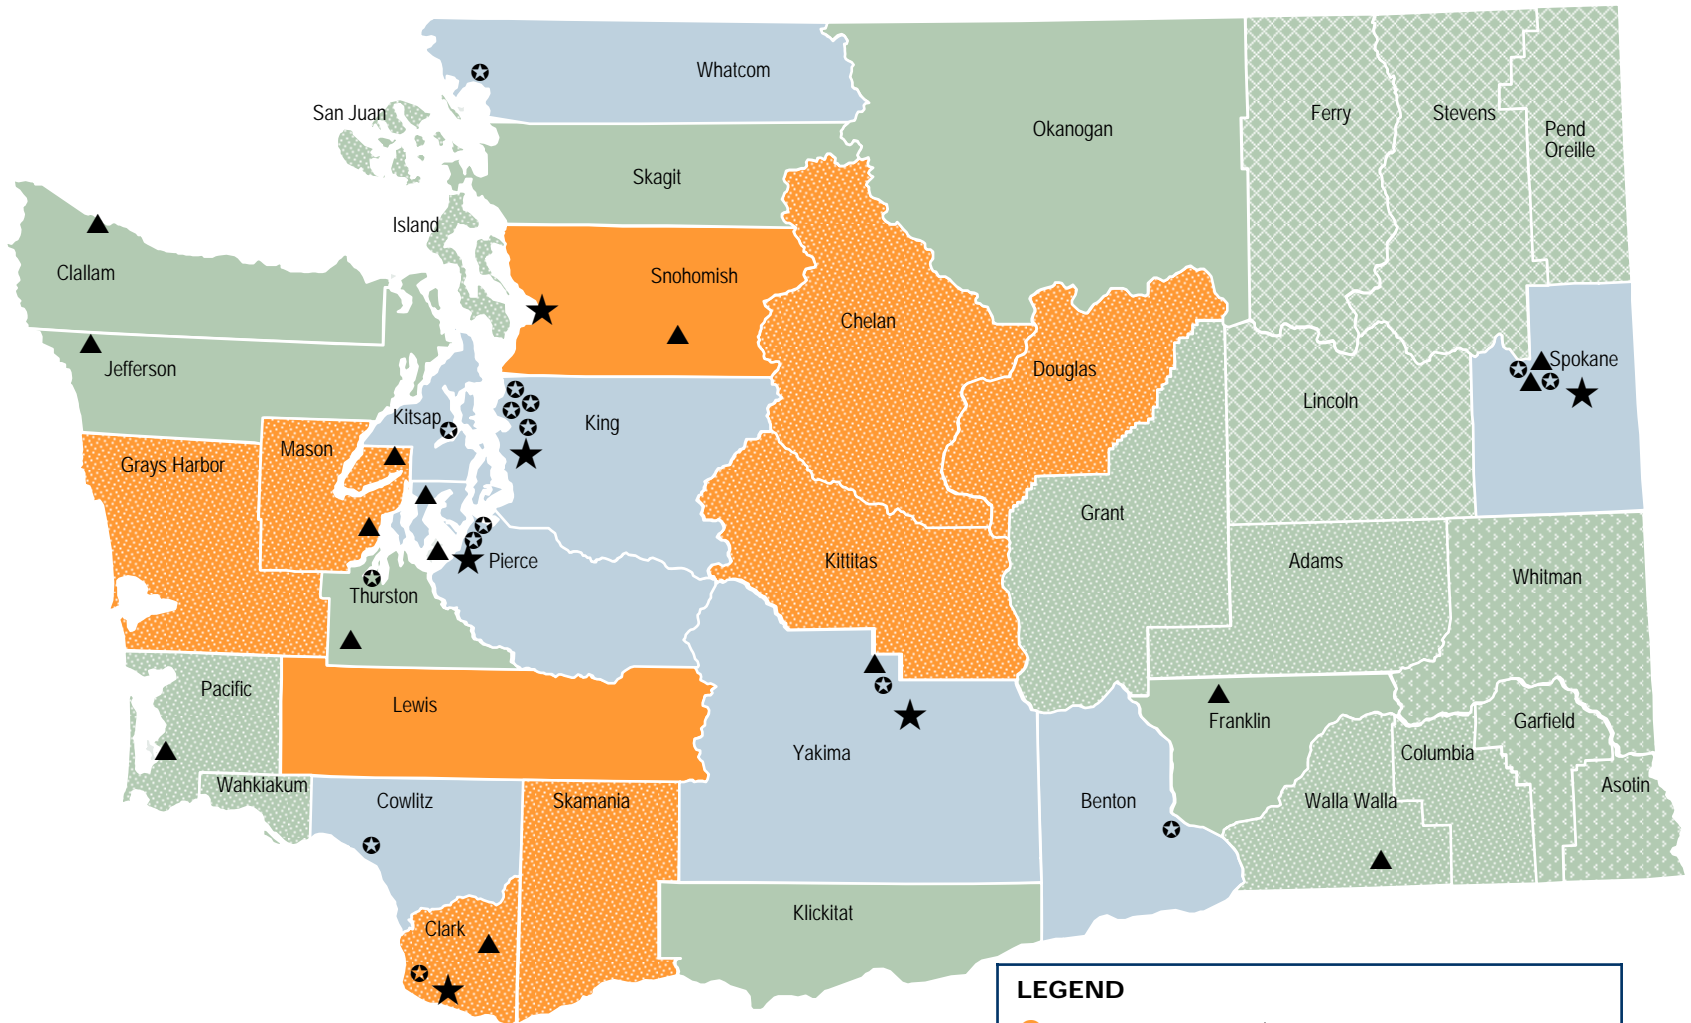 Whatcom
San Juan
Okanogan
Ferry
Stevens
Pend
Oreille
Skagit
Island
Clallam
Snohomish
Chelan
Jefferson
Douglas
Spokane
Kitsap
King
Lincoln
Mason
Grays Harbor
Grant
Pierce
Kittitas
Adams
Whitman
Thurston
Pacific
Lewis
Franklin
Garfield
Yakima
Columbia
Wahkiakum
Cowlitz
Skamania
Benton
Walla Walla
Asotin
Klickitat
Clark
LEGEND